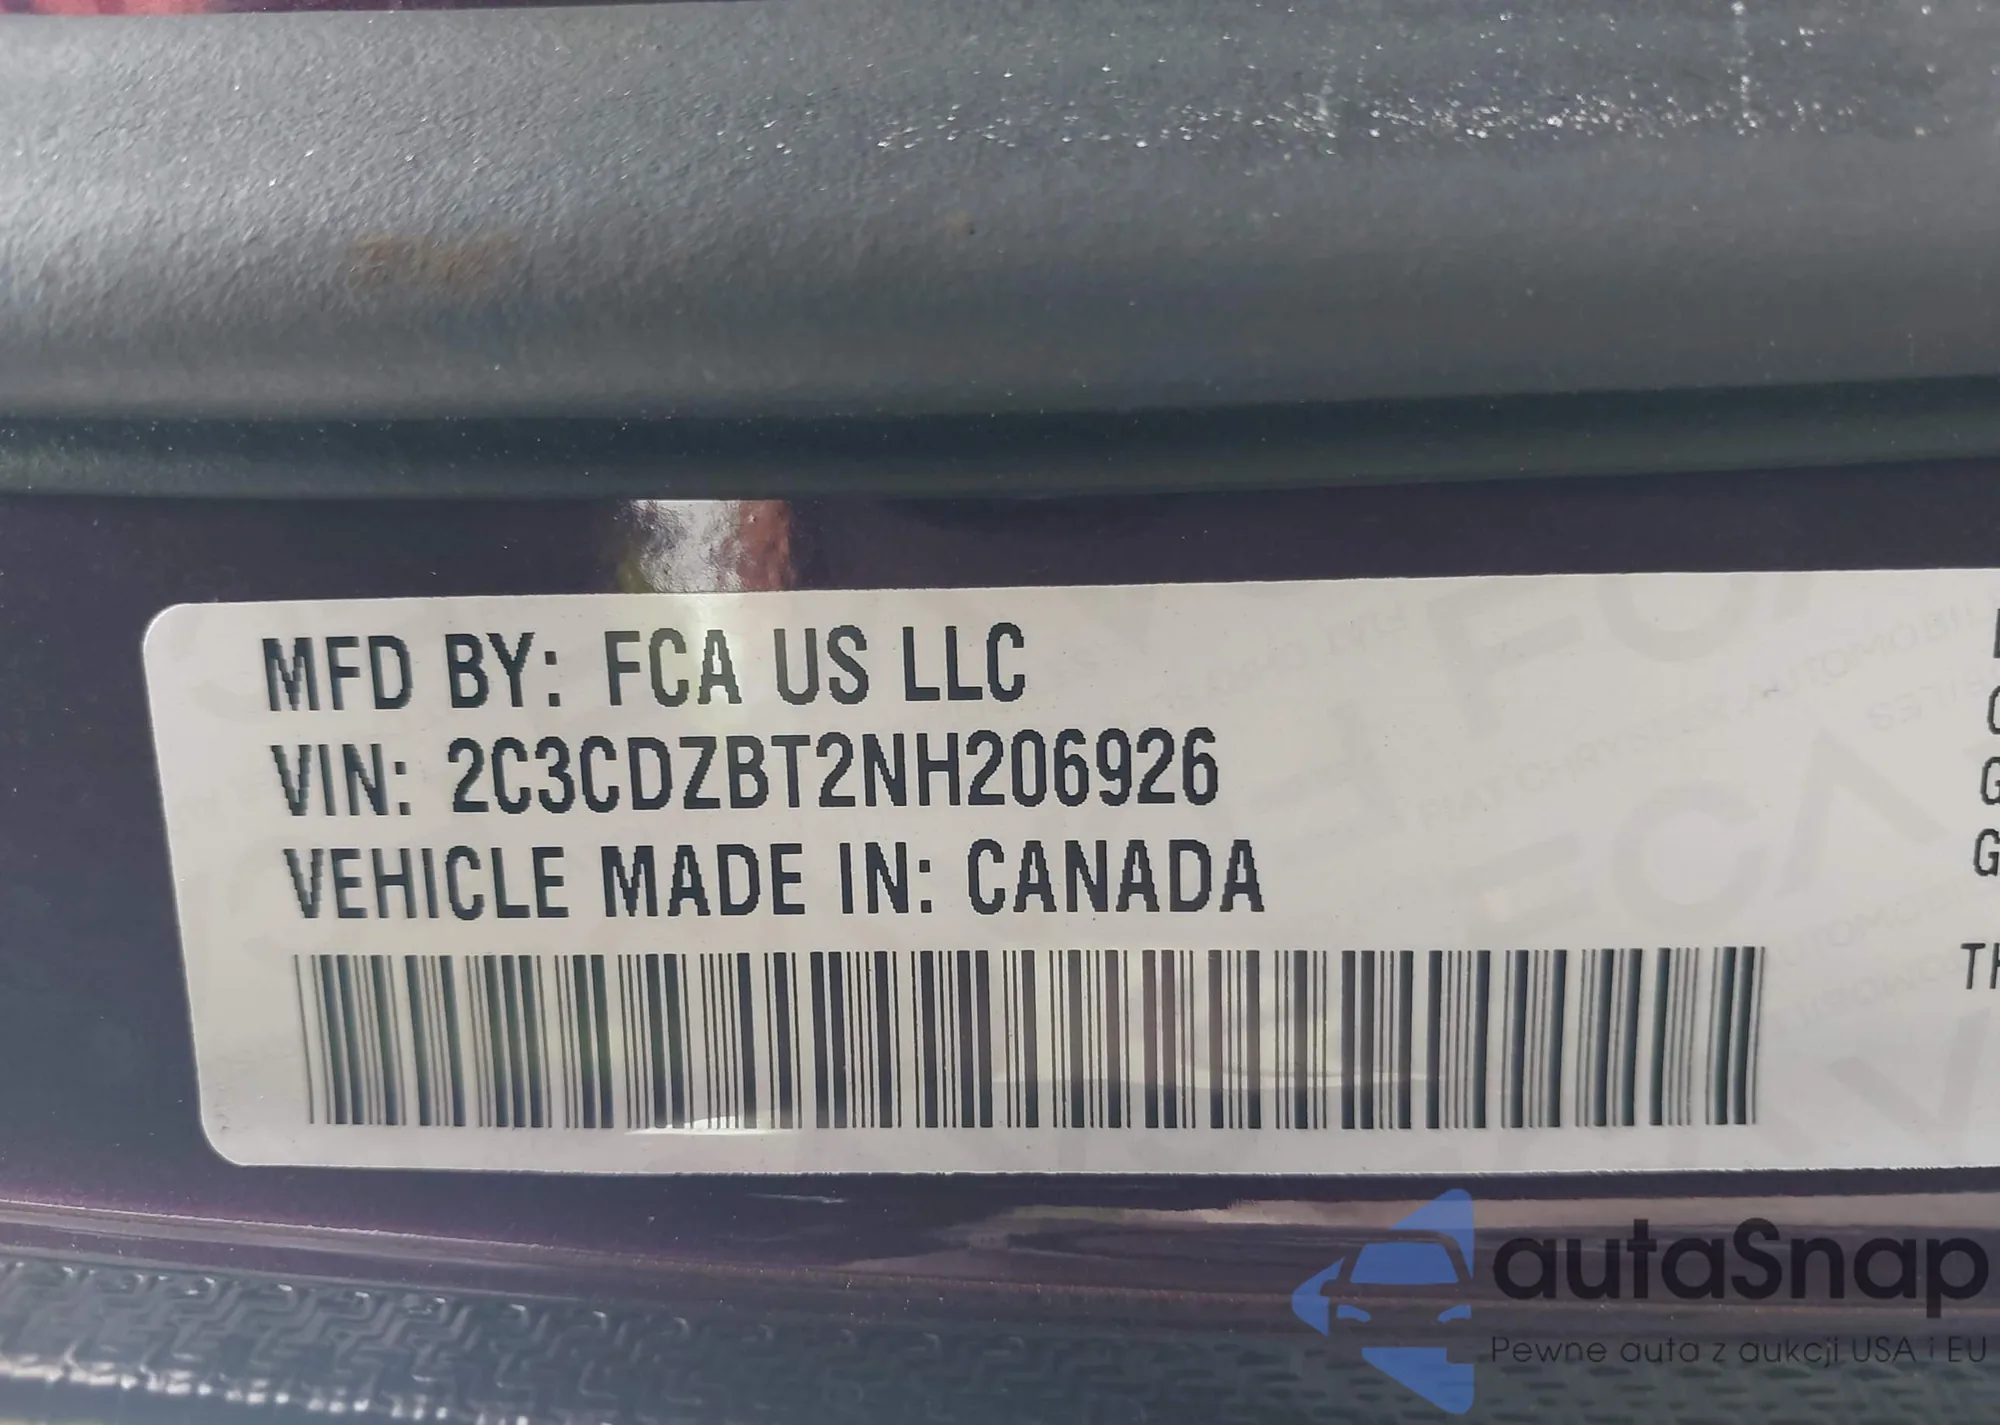 MFD BY: FCA US LLC
VIN: 2C3CDZBT2NH206926
VEHICLE MADE IN: CANADA
autaSnap
Pewne auta z aukcji USA i EU